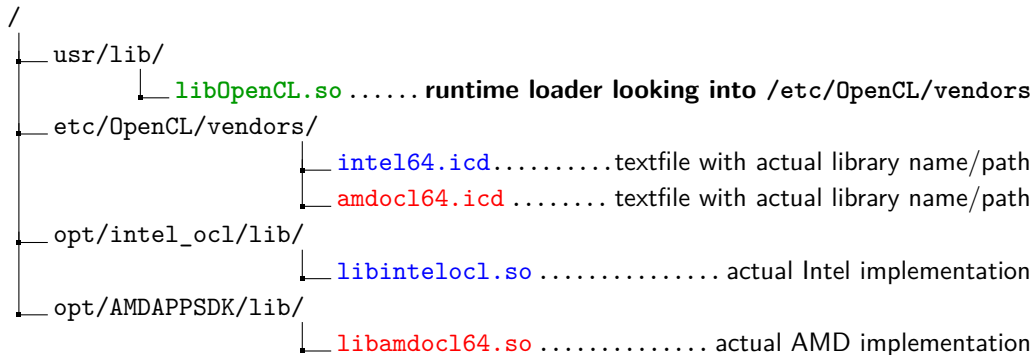 /
usr/lib/
libOpenCL.so ...... runtime loader looking into /etc/OpenCL/vendors
etc/OpenCL/vendors/
intel64.icd.......... textfile with actual library name/path
amdocl64.icd ........ textfile with actual library name/path
opt/intel_ocl/lib/
libintelocl.so ............... actual Intel implementation
opt/AMDAPPSDK/lib/
libamdocl64.so .............. actual AMD implementation